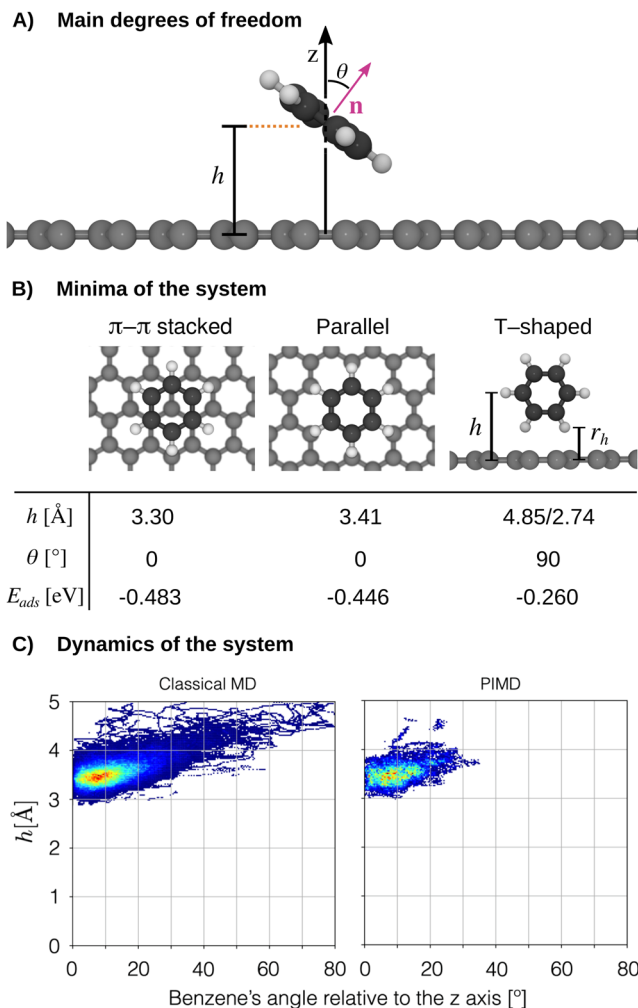 A) Main degrees of freedom
z
θ
n
h
B) Minima of the system
π–π stacked Parallel T–shaped
h
r_h
h [Å] 3.30 3.41 4.85/2.74
θ [°] 0 0 90
E_ads [eV] -0.483 -0.446 -0.260
C) Dynamics of the system
Classical MD PIMD
h[Å]
5
4
3
2
1
0
0 20 40 60 80 0 20 40 60 80
Benzene's angle relative to the z axis [º]